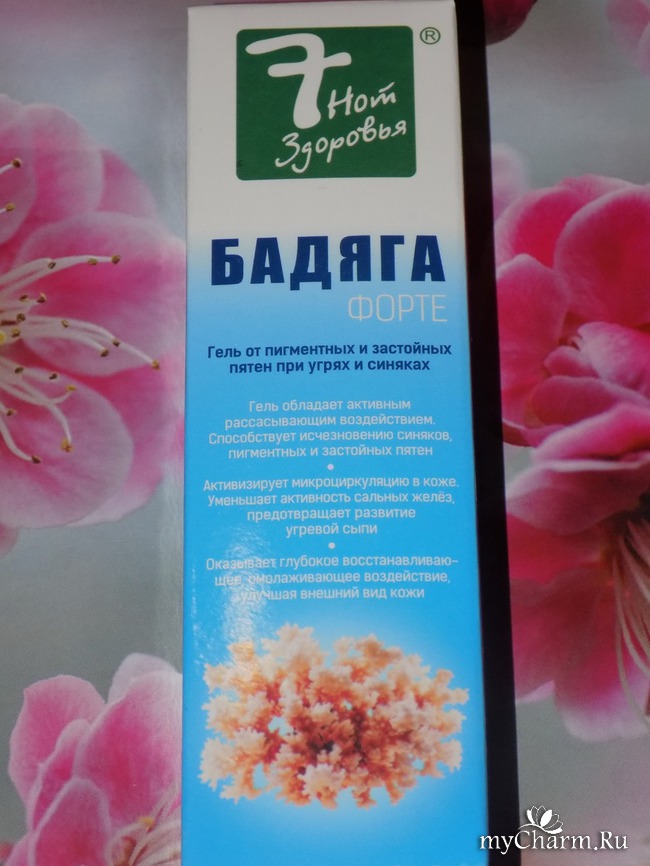 7 Нот
Здоровья
®
БАДЯГА
ФОРТЕ
Гель от пигментных и застойных
пятен при угрях и синяках
Гель обладает активным
рассасывающим воздействием.
Способствует исчезновению синяков,
пигментных и застойных пятен
•
Активизирует микроциркуляцию в коже.
Уменьшает активность сальных желёз,
предотвращает развитие
угревой сыпи
•
Оказывает глубокое восстанавливаю-
щее, омолаживающее воздействие,
улучшая внешний вид кожи
myCharm.Ru